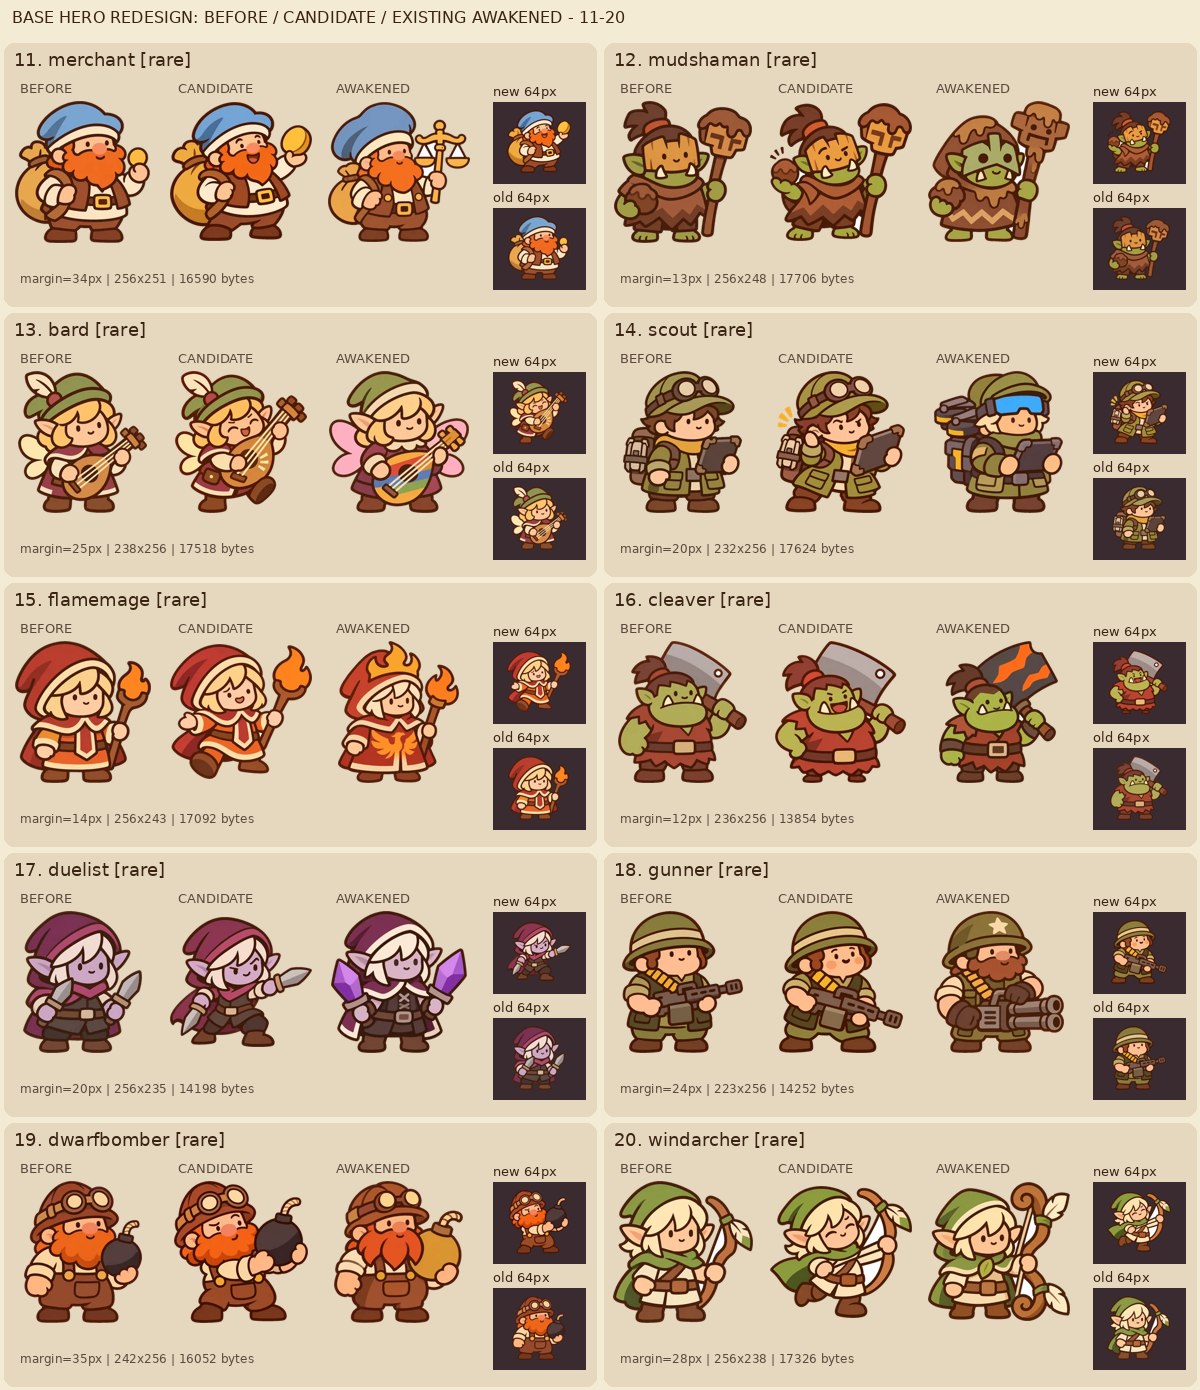 BASE HERO REDESIGN: BEFORE / CANDIDATE / EXISTING AWAKENED - 11-20
11. merchant [rare]
BEFORE
CANDIDATE
AWAKENED
new 64px
old 64px
margin=34px | 256x251 | 16590 bytes
12. mudshaman [rare]
BEFORE
CANDIDATE
AWAKENED
new 64px
old 64px
margin=13px | 256x248 | 17706 bytes
13. bard [rare]
BEFORE
CANDIDATE
AWAKENED
new 64px
old 64px
margin=25px | 238x256 | 17518 bytes
14. scout [rare]
BEFORE
CANDIDATE
AWAKENED
new 64px
old 64px
margin=20px | 232x256 | 17624 bytes
15. flamemage [rare]
BEFORE
CANDIDATE
AWAKENED
new 64px
old 64px
margin=14px | 256x243 | 17092 bytes
16. cleaver [rare]
BEFORE
CANDIDATE
AWAKENED
new 64px
old 64px
margin=12px | 236x256 | 13854 bytes
17. duelist [rare]
BEFORE
CANDIDATE
AWAKENED
new 64px
old 64px
margin=20px | 256x235 | 14198 bytes
18. gunner [rare]
BEFORE
CANDIDATE
AWAKENED
new 64px
old 64px
margin=24px | 223x256 | 14252 bytes
19. dwarfbomber [rare]
BEFORE
CANDIDATE
AWAKENED
new 64px
old 64px
margin=35px | 242x256 | 16052 bytes
20. windarcher [rare]
BEFORE
CANDIDATE
AWAKENED
new 64px
old 64px
margin=28px | 256x238 | 17326 bytes